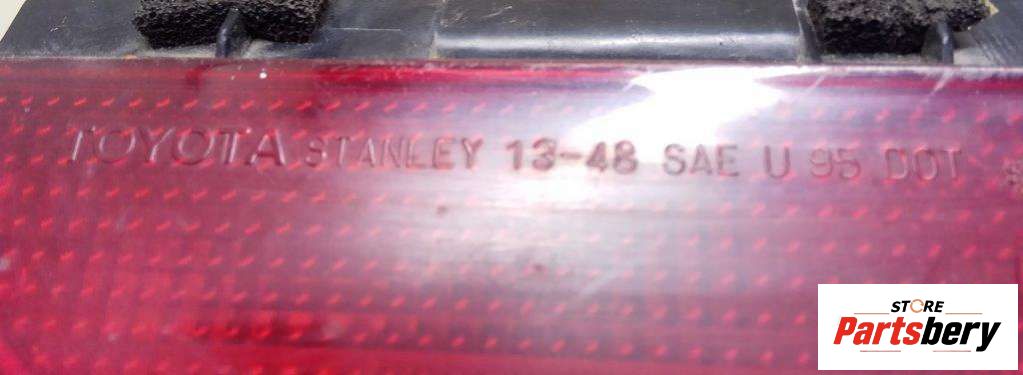 TOYOTA STANLEY 13-48 SAE U 95 DOT
STORE
Partsbery